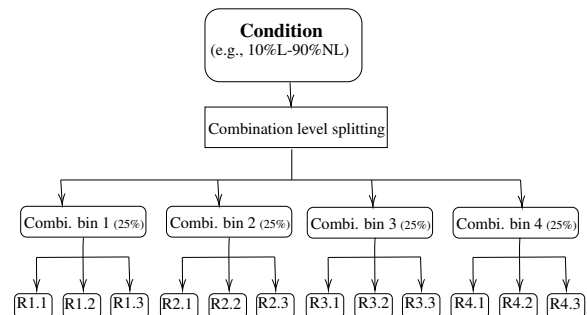 Condition
(e.g., 10%L-90%NL)
Combination level splitting
Combi. bin 1 (25%) Combi. bin 2 (25%) Combi. bin 3 (25%) Combi. bin 4 (25%)
R1.1 R1.2 R1.3 R2.1 R2.2 R2.3 R3.1 R3.2 R3.3 R4.1 R4.2 R4.3